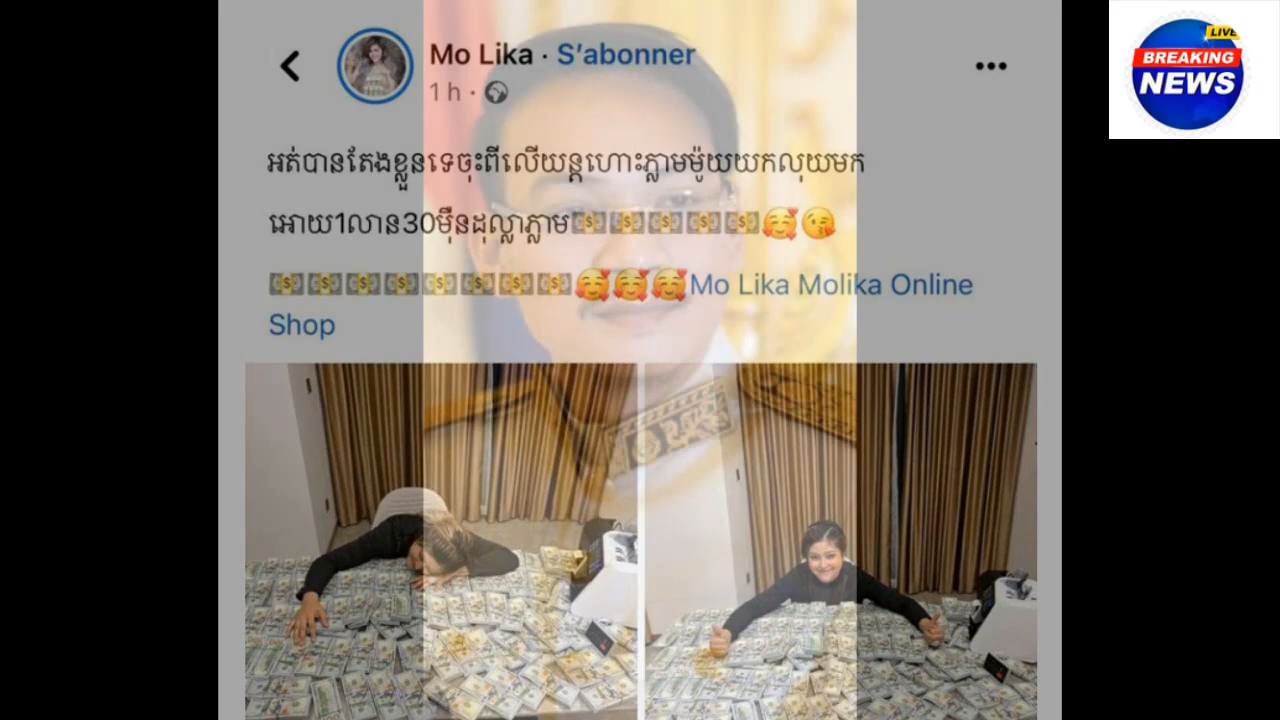 LIVE
BREAKING
NEWS
Mo Lika · S'abonner
1 h ·
អត់បានតែងខ្លួនទេចុះពីលើយន្តហោះភ្លាមម៉ូយយកលុយមក
អោយ1លាន30ម៉ឺនដុល្លាភ្លាម💵💵💵💵💵🥰😘
💵💵💵💵💵💵💵💵🥰🥰🥰Mo Lika Molika Online
Shop